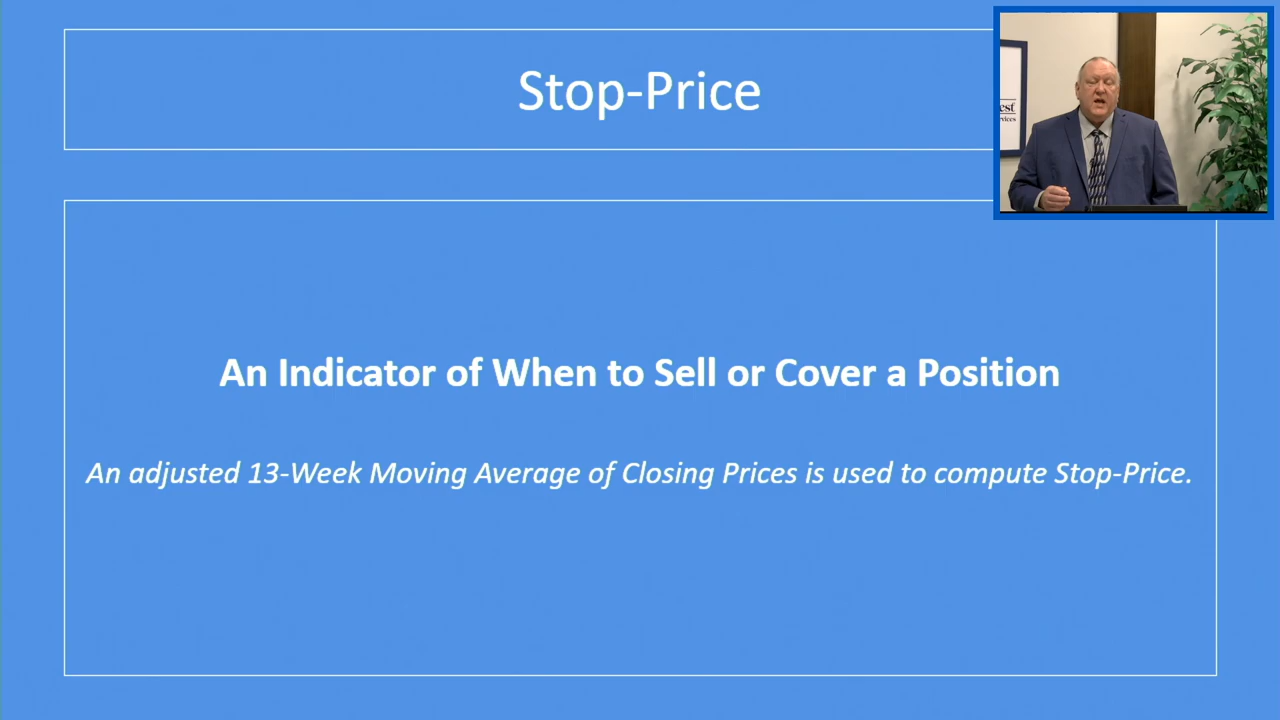 Stop-Price
An Indicator of When to Sell or Cover a Position
An adjusted 13-Week Moving Average of Closing Prices is used to compute Stop-Price.